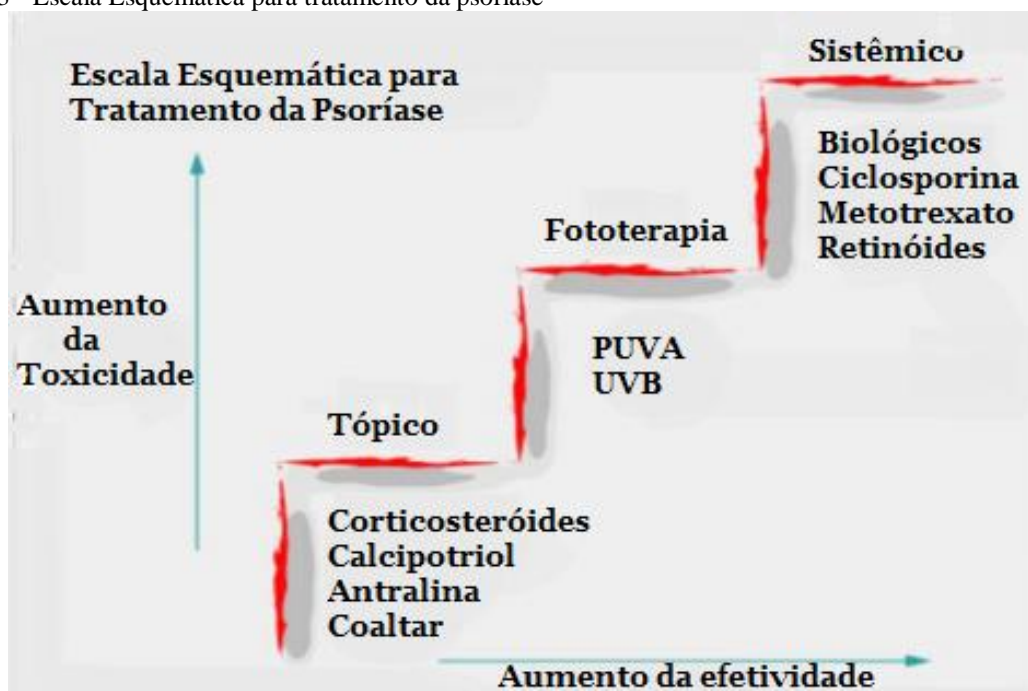 Escala Esquemática para tratamento da psoríase
Escala Esquemática para
Tratamento da Psoríase
Sistêmico
Biológicos
Ciclosporina
Metotrexato
Retinóides
Fototerapia
PUVA
UVB
Aumento
da
Toxicidade
Tópico
Corticosteróides
Calcipotriol
Antralina
Coaltar
Aumento da efetividade